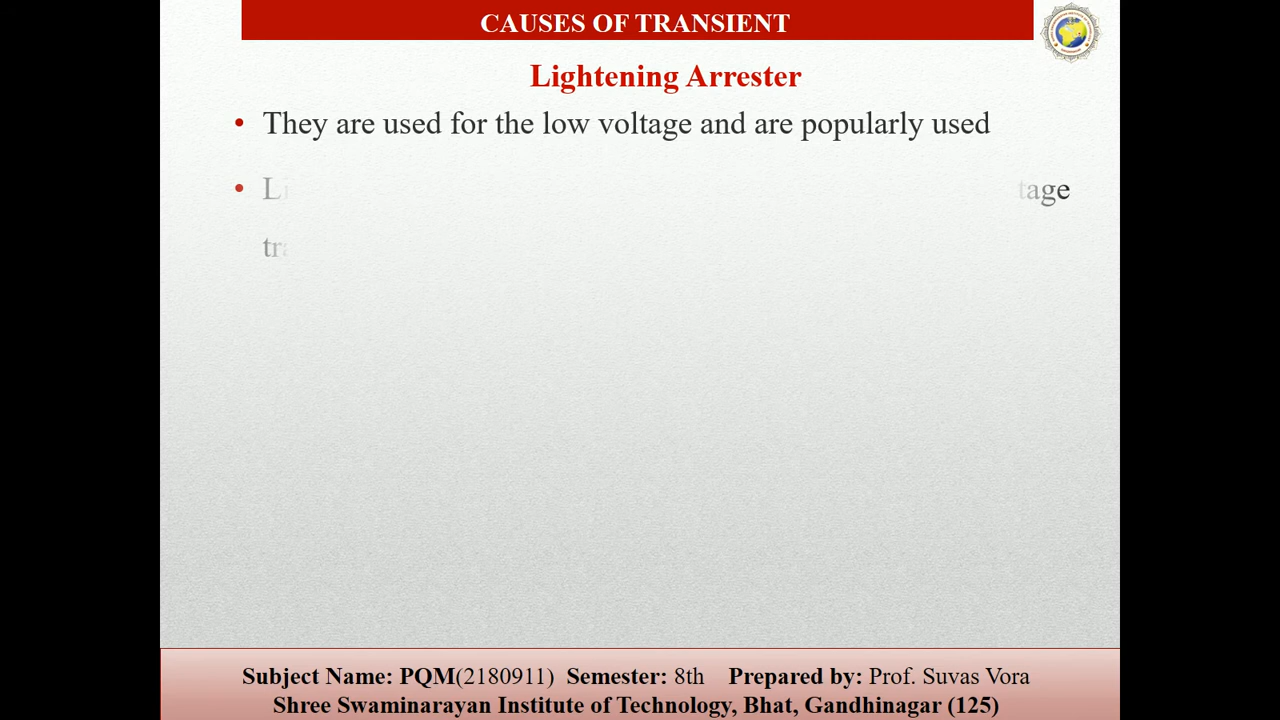 CAUSES OF TRANSIENT
Lightening Arrester
• They are used for the low voltage and are popularly used
Subject Name: PQM(2180911) Semester: 8th Prepared by: Prof. Suvas Vora
Shree Swaminarayan Institute of Technology, Bhat, Gandhinagar (125)